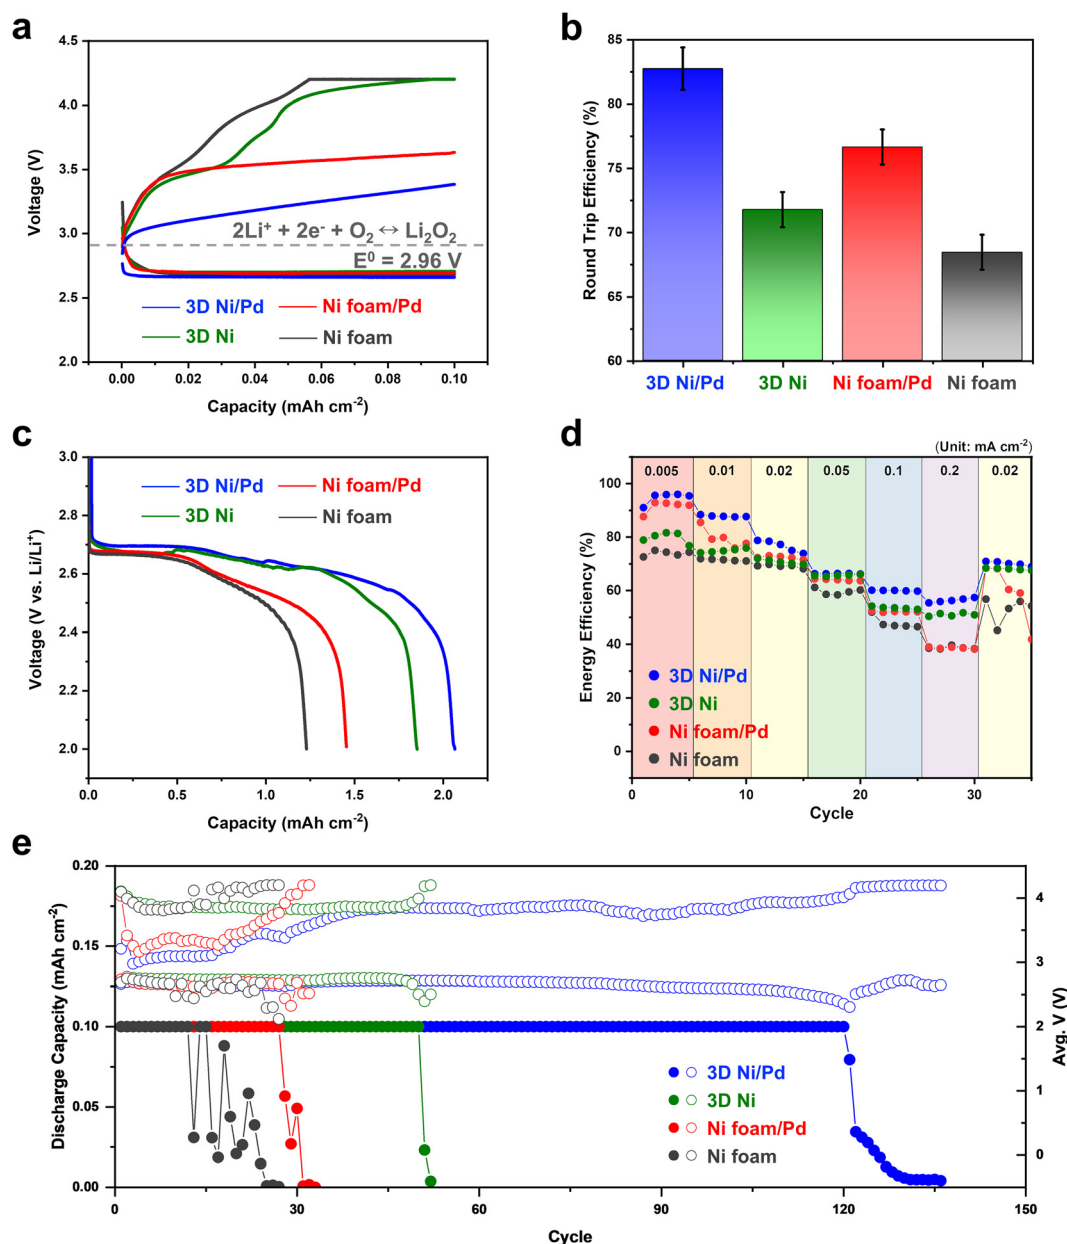 a
4.5
4.0
3.5
3.0
2.5
2.0
Voltage (V)
2Li⁺ + 2e⁻ + O₂ ↔ Li₂O₂
E⁰ = 2.96 V
3D Ni/Pd
Ni foam/Pd
3D Ni
Ni foam
0.00 0.02 0.04 0.06 0.08 0.10
Capacity (mAh cm⁻²)
b
85
80
75
70
65
60
Round Trip Efficiency (%)
3D Ni/Pd 3D Ni Ni foam/Pd Ni foam
c
3.0
2.8
2.6
2.4
2.2
2.0
Voltage (V vs. Li/Li⁺)
3D Ni/Pd
Ni foam/Pd
3D Ni
Ni foam
0.0 0.5 1.0 1.5 2.0
Capacity (mAh cm⁻²)
d
(Unit: mA cm⁻²)
110
100
80
60
40
20
0
Energy Efficiency (%)
0.005 0.01 0.02 0.05 0.1 0.2 0.02
3D Ni/Pd
3D Ni
Ni foam/Pd
Ni foam
0 10 20 30
Cycle
e
0.20
0.15
0.10
0.05
0.00
Discharge Capacity (mAh cm⁻²)
4
3
2
1
0
Avg. V (V)
3D Ni/Pd
3D Ni
Ni foam/Pd
Ni foam
0 30 60 90 120 150
Cycle